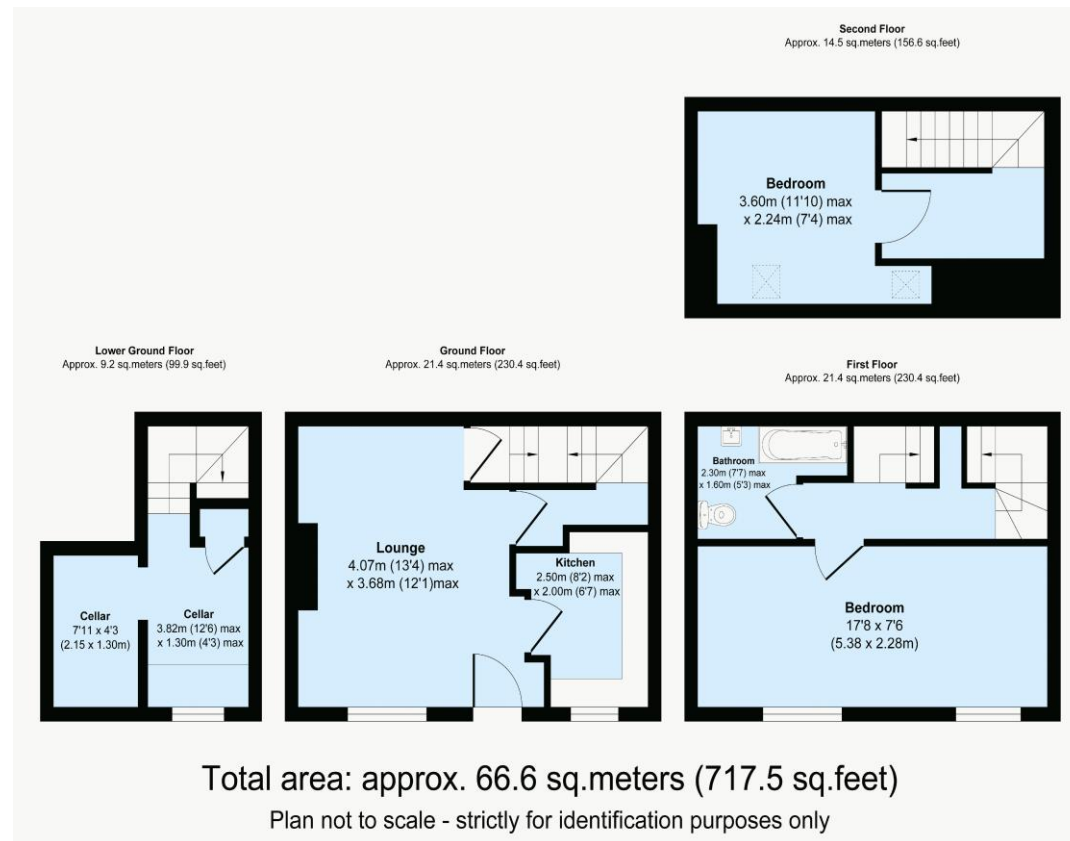 Second Floor
Approx. 14.5 sq.meters (156.6 sq.feet)
Bedroom
3.60m (11'10) max
x 2.24m (7'4) max
Lower Ground Floor
Approx. 9.2 sq.meters (99.9 sq.feet)
Cellar
7'11 x 4'3
(2.15 x 1.30m)
Cellar
3.82m (12'6) max
x 1.30m (4'3) max
Ground Floor
Approx. 21.4 sq.meters (230.4 sq.feet)
Lounge
4.07m (13'4) max
x 3.68m (12'1)max
Kitchen
2.50m (8'2) max
x 2.00m (6'7) max
First Floor
Approx. 21.4 sq.meters (230.4 sq.feet)
Bathroom
2.30m (7'7) max
x 1.60m (5'3) max
Bedroom
17'8 x 7'6
(5.38 x 2.28m)
Total area: approx. 66.6 sq.meters (717.5 sq.feet)
Plan not to scale - strictly for identification purposes only